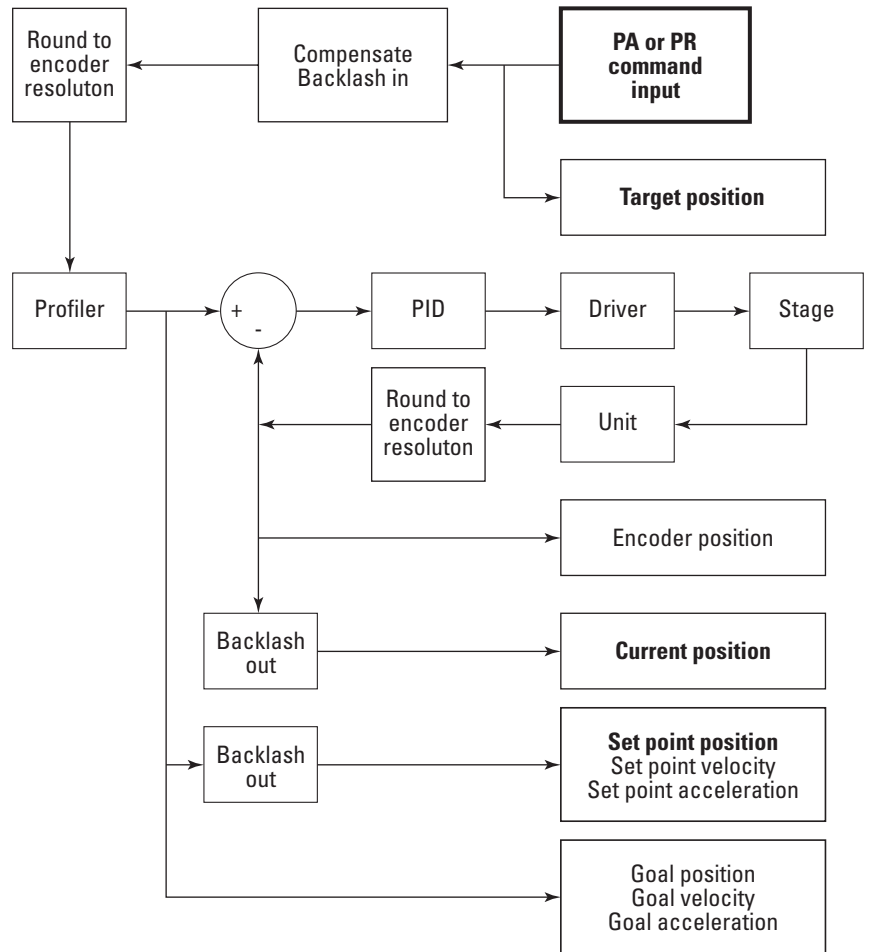 Round to
encoder
resoluton
Compensate
Backlash in
PA or PR
command
input
Target position
Profiler
+
-
PID
Driver
Stage
Round to
encoder
resoluton
Unit
Encoder position
Backlash
out
Current position
Backlash
out
Set point position
Set point velocity
Set point acceleration
Goal position
Goal velocity
Goal acceleration